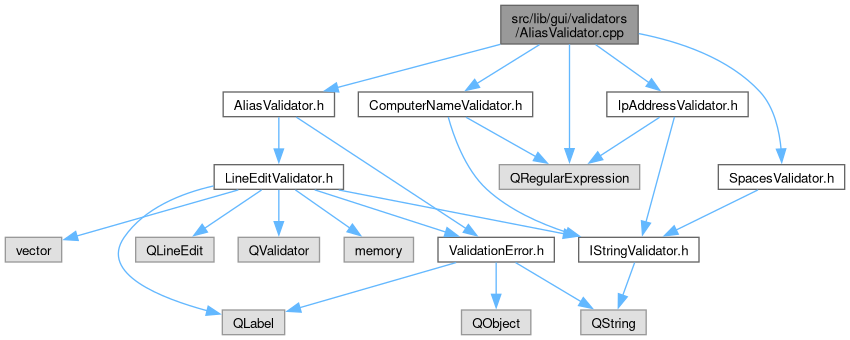 src/lib/gui/validators
/AliasValidator.cpp
AliasValidator.h
ComputerNameValidator.h
IpAddressValidator.h
LineEditValidator.h
QRegularExpression
SpacesValidator.h
vector
QLineEdit
QValidator
memory
ValidationError.h
IStringValidator.h
QLabel
QObject
QString